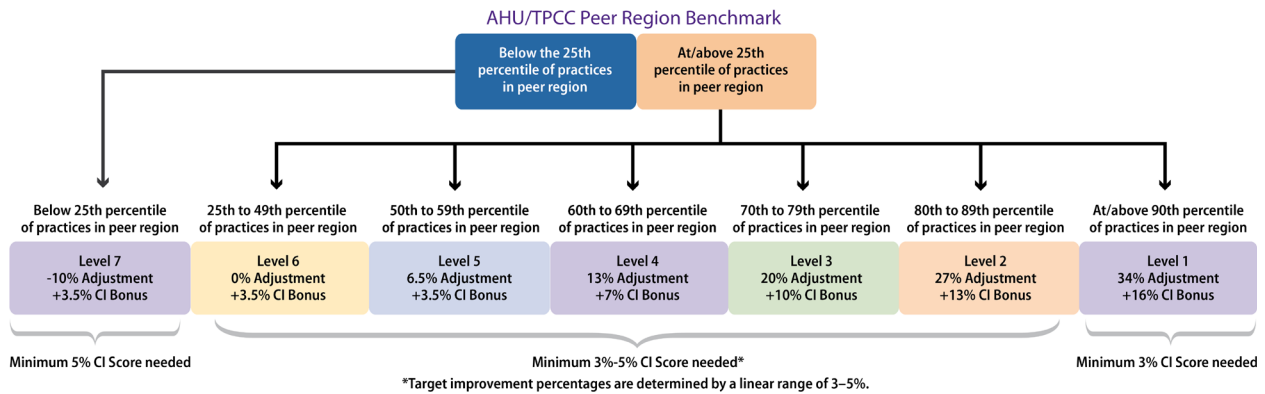 AHU/TPCC Peer Region Benchmark
Below the 25th
percentile of practices
in peer region
At/above 25th
percentile of practices
in peer region
Below 25th percentile
of practices in peer region
Level 7
-10% Adjustment
+3.5% CI Bonus
25th to 49th percentile
of practices in peer region
Level 6
0% Adjustment
+3.5% CI Bonus
50th to 59th percentile
of practices in peer region
Level 5
6.5% Adjustment
+3.5% CI Bonus
60th to 69th percentile
of practices in peer region
Level 4
13% Adjustment
+7% CI Bonus
70th to 79th percentile
of practices in peer region
Level 3
20% Adjustment
+10% CI Bonus
80th to 89th percentile
of practices in peer region
Level 2
27% Adjustment
+13% CI Bonus
At/above 90th percentile
of practices in peer region
Level 1
34% Adjustment
+16% CI Bonus
Minimum 5% CI Score needed
Minimum 3%-5% CI Score needed*
Minimum 3% CI Score needed
*Target improvement percentages are determined by a linear range of 3–5%.